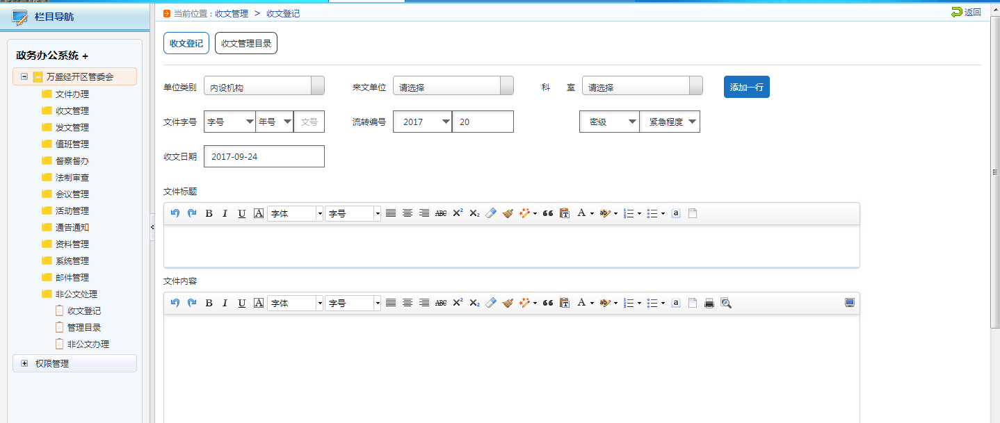 栏目导航
当前位置：收文管理 > 收文登记
返回
政务办公系统 +
万盛经开区管委会
文件办理
收文管理
发文管理
值班管理
督察督办
法制审查
会议管理
活动管理
通告通知
资料管理
系统管理
邮件管理
非公文处理
收文登记
管理目录
非公文办理
权限管理
收文登记 收文管理目录
单位类别 内设机构 来文单位 请选择 科 室 请选择 添加一行
文件字号 字号 年号 文号 流转编号 2017 20 密级 紧急程度
收文日期 2017-09-24
文件标题
B I U A 字体 字号 ABC X² X₂ A ab a
文件内容
B I U A 字体 字号 ABC X² X₂ A ab a